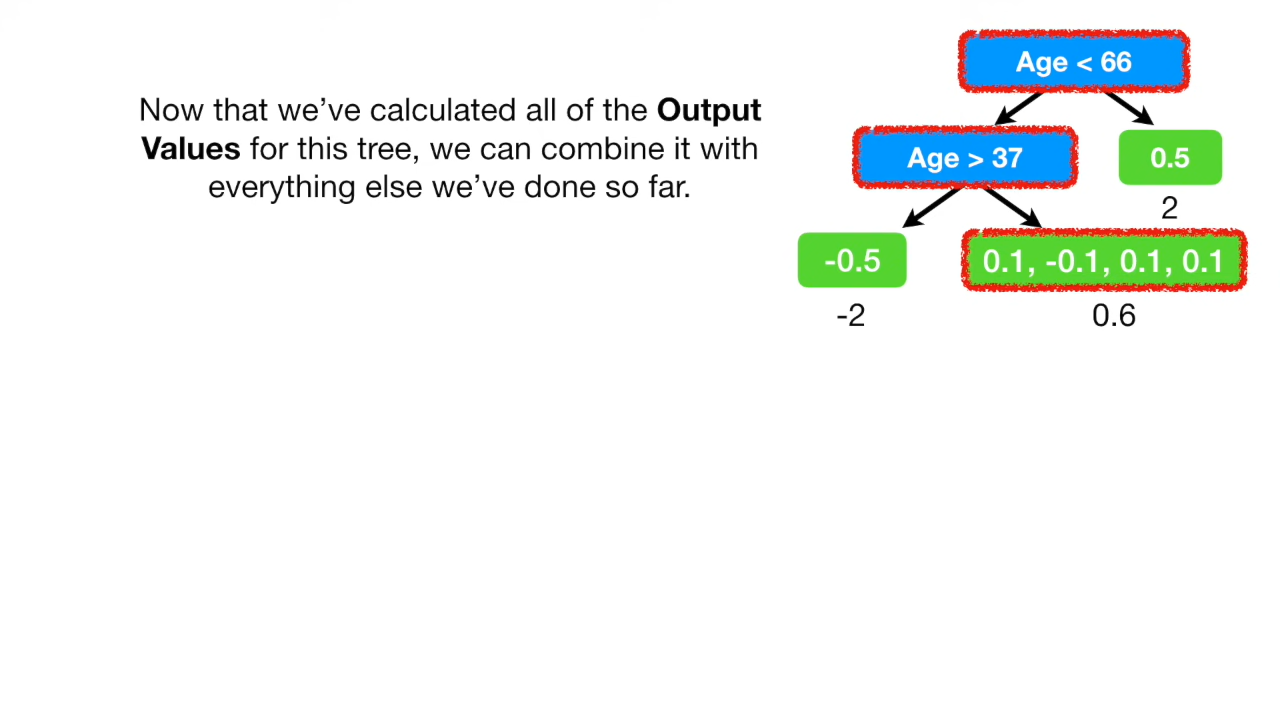 Now that we’ve calculated all of the Output
Values for this tree, we can combine it with
everything else we’ve done so far.
Age < 66
Age > 37
0.5
2
-0.5
0.1, -0.1, 0.1, 0.1
-2
0.6